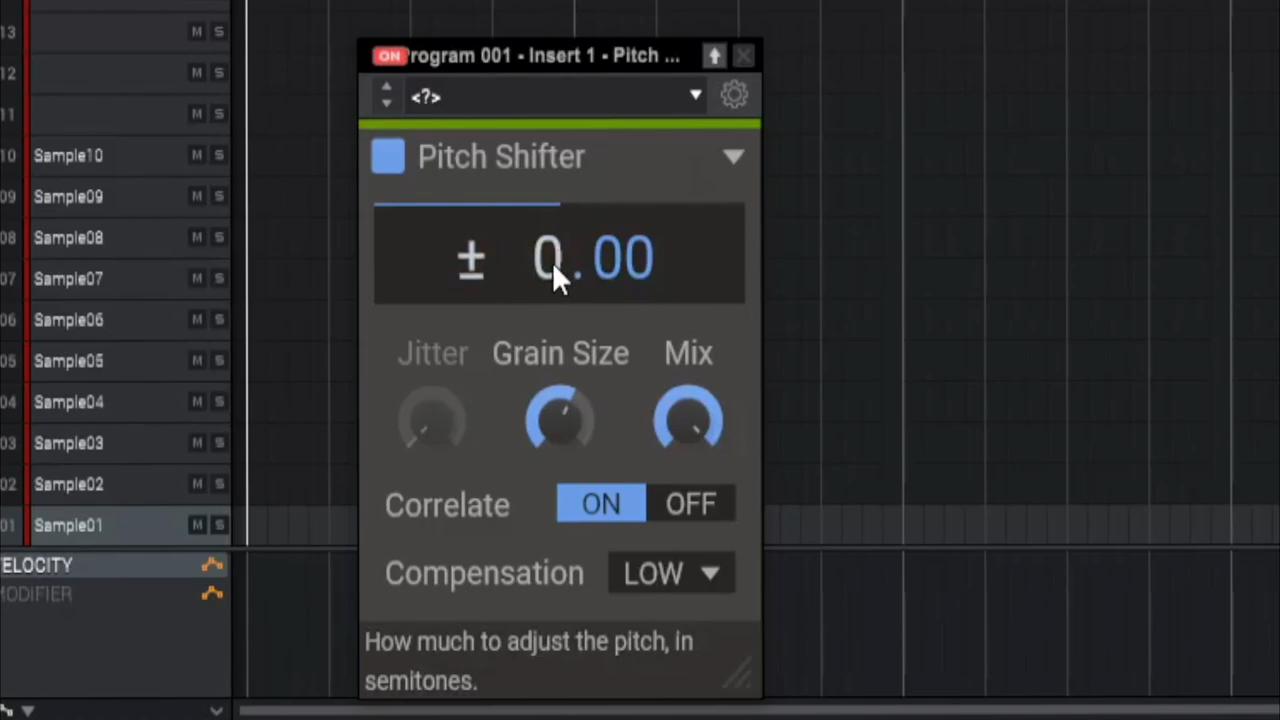 13 M S
12 M S
11 M S
10 Sample10 M S
09 Sample09 M S
08 Sample08 M S
07 Sample07 M S
06 Sample06 M S
05 Sample05 M S
04 Sample04 M S
03 Sample03 M S
02 Sample02 M S
01 Sample01 M S
ELOCITY
MODIFIER
ON rogram 001 - Insert 1 - Pitch ...
<?>
Pitch Shifter
± 0.00
Jitter Grain Size Mix
Correlate ON OFF
Compensation LOW
How much to adjust the pitch, in
semitones.